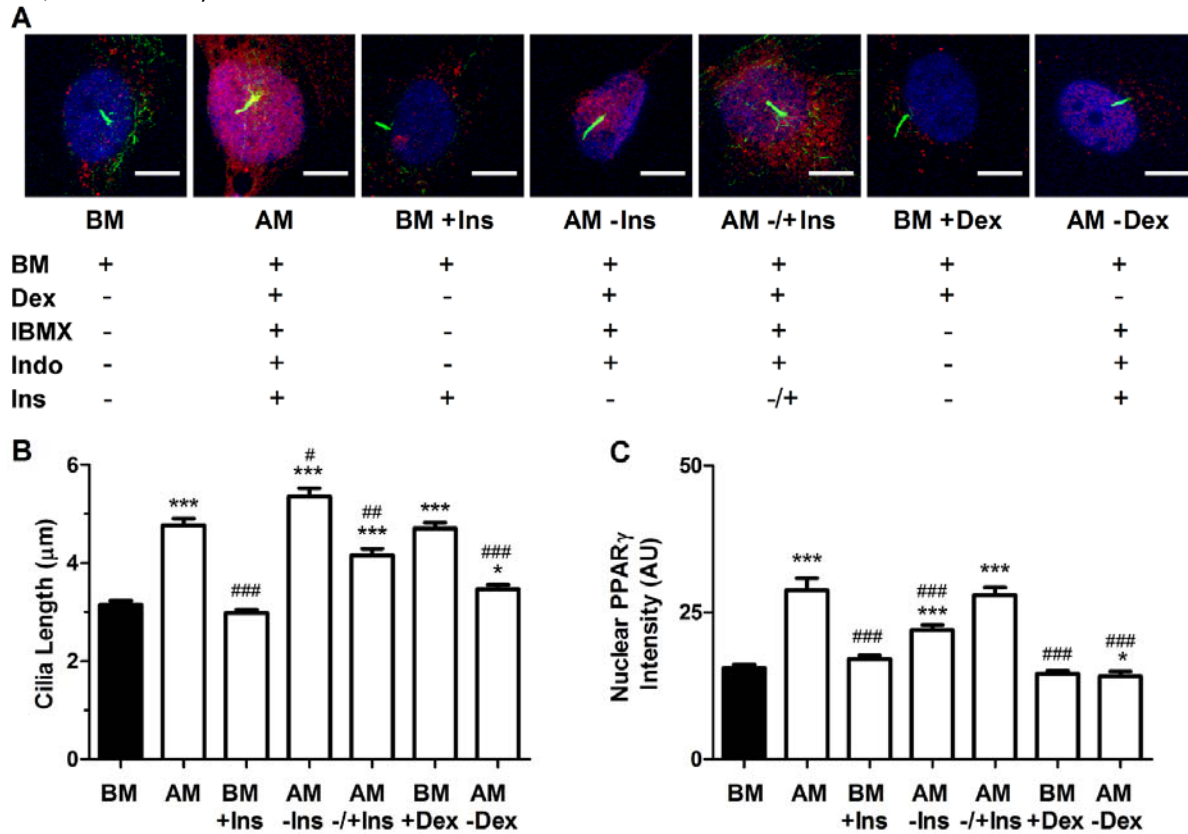 A
BM AM BM +Ins AM -Ins AM -/+Ins BM +Dex AM -Dex
BM + + + + + + +
Dex - + - + + + -
IBMX - + - + + - +
Indo - + - + + - +
Ins - + + - -/+ - +
B
Cilia Length (μm)
6
4
2
0
***
###
#
***
##
***
***
###
*
BM AM BM AM AM BM AM
+Ins -Ins -/+Ins +Dex -Dex
C
Nuclear PPARγ
Intensity (AU)
50
25
0
***
###
###
***
***
###
###
*
BM AM BM AM AM BM AM
+Ins -Ins -/+Ins +Dex -Dex